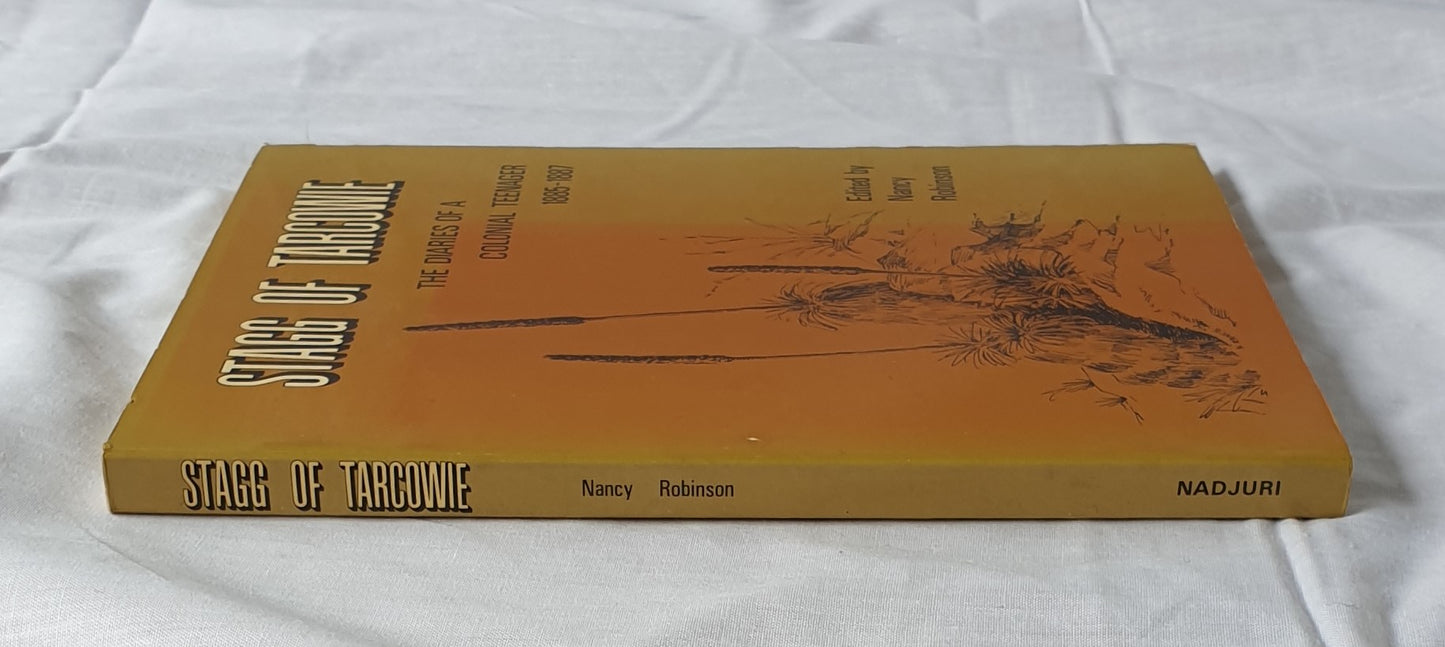 STAGG OF TARCOWIE
THE DIARIES OF A
COLONIAL TEENAGER
1885-1887
Edited by
Nancy
Robinson
STAGG OF TARCOWIE Nancy Robinson NADJURI